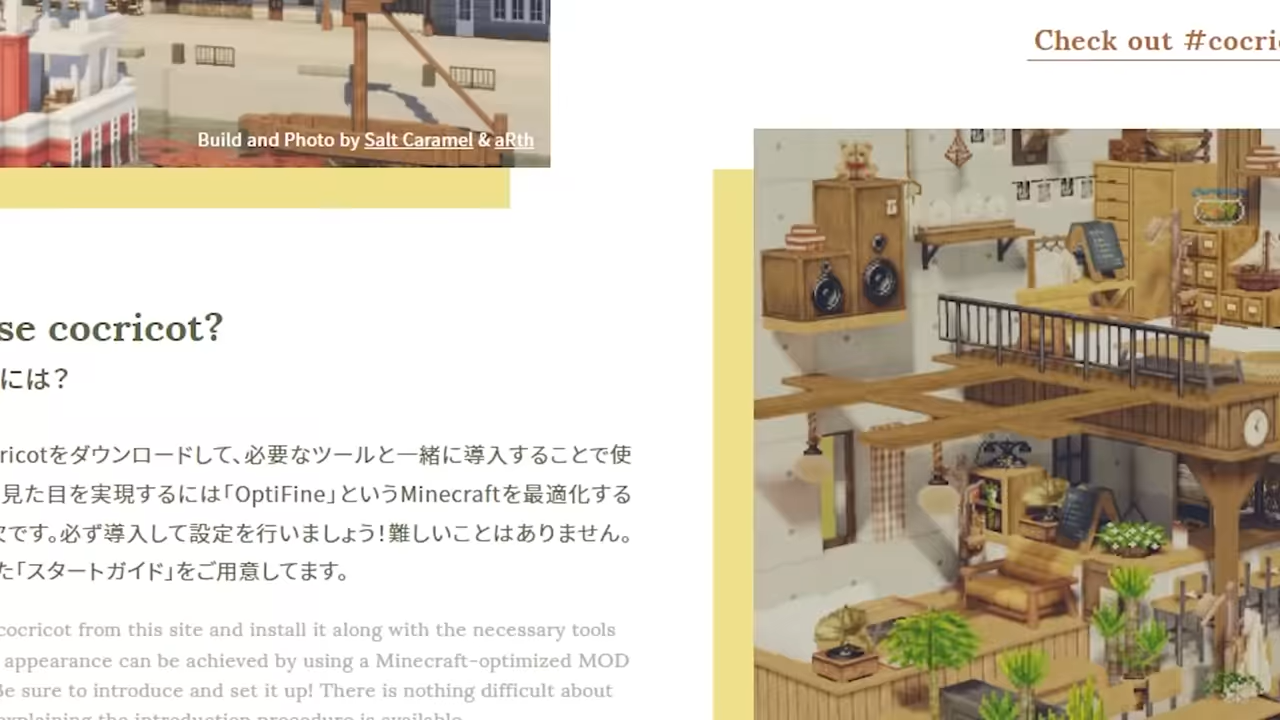 Check out #cocri
Build and Photo by Salt Caramel & aRth
se cocricot?
には？
ricotをダウンロードして、必要なツールと一緒に導入することで使
見た目を実現するには「OptiFine」というMinecraftを最適化する
です。必ず導入して設定を行いましょう！難しいことはありません。
た「スタートガイド」をご用意してます。
cocricot from this site and install it along with the necessary tools
appearance can be achieved by using a Minecraft-optimized MOD
Be sure to introduce and set it up! There is nothing difficult about
explaining the introduction procedure is available.